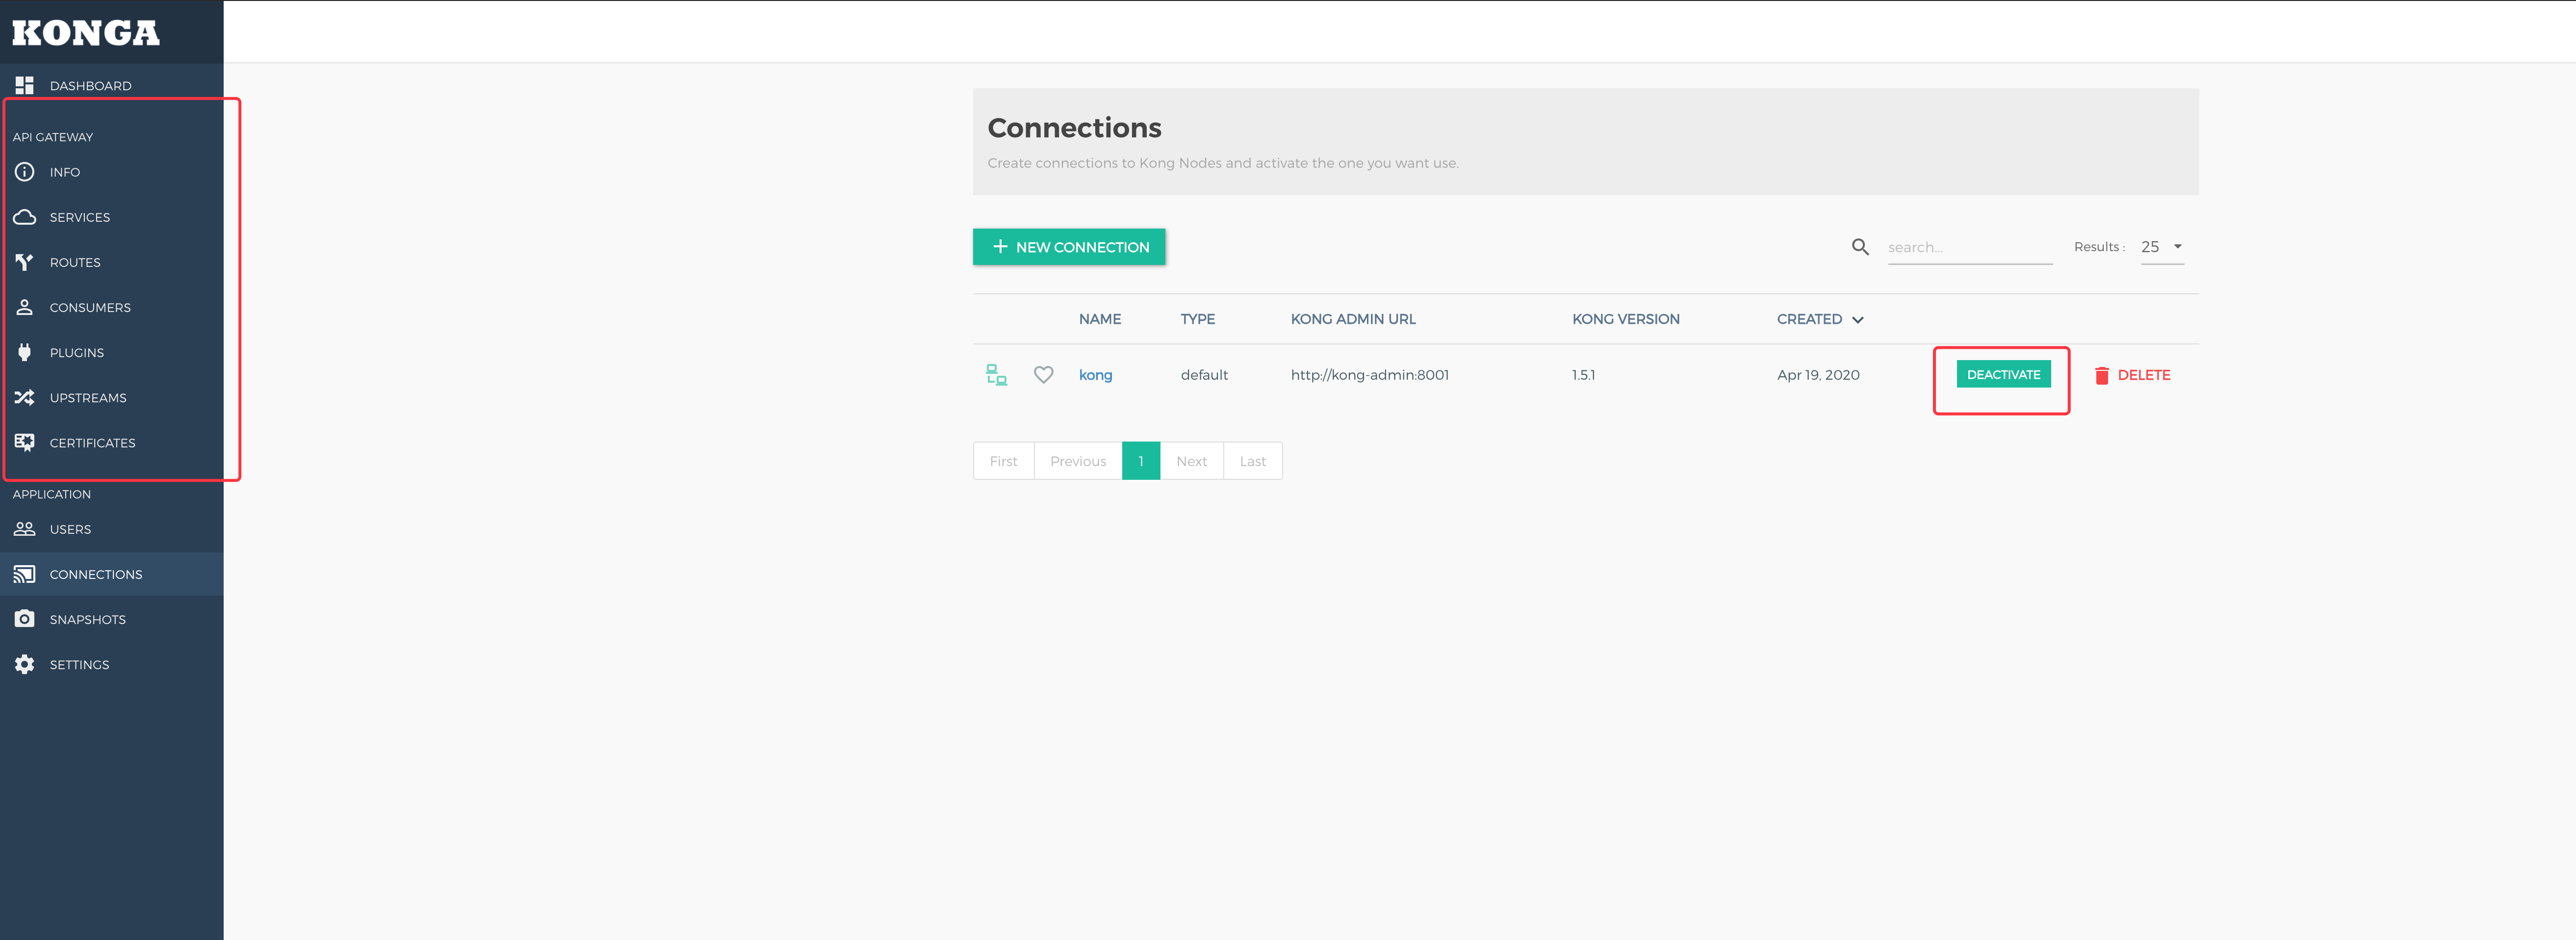 KONGA
DASHBOARD
API GATEWAY
INFO
SERVICES
ROUTES
CONSUMERS
PLUGINS
UPSTREAMS
CERTIFICATES
APPLICATION
USERS
CONNECTIONS
SNAPSHOTS
SETTINGS
Connections
Create connections to Kong Nodes and activate the one you want use.
+ NEW CONNECTION search... Results : 25
NAME TYPE KONG ADMIN URL KONG VERSION CREATED
kong default http://kong-admin:8001 1.5.1 Apr 19, 2020 DEACTIVATE DELETE
First Previous 1 Next Last